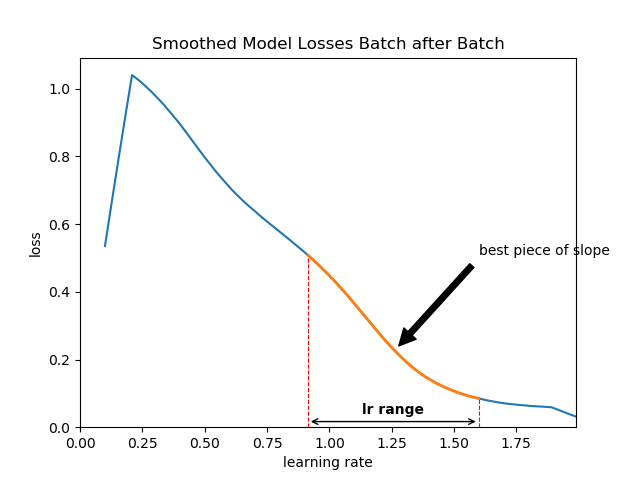 Smoothed Model Losses Batch after Batch
1.0
0.8
0.6
0.4
0.2
0.0
loss
best piece of slope
lr range
0.00 0.25 0.50 0.75 1.00 1.25 1.50 1.75
learning rate